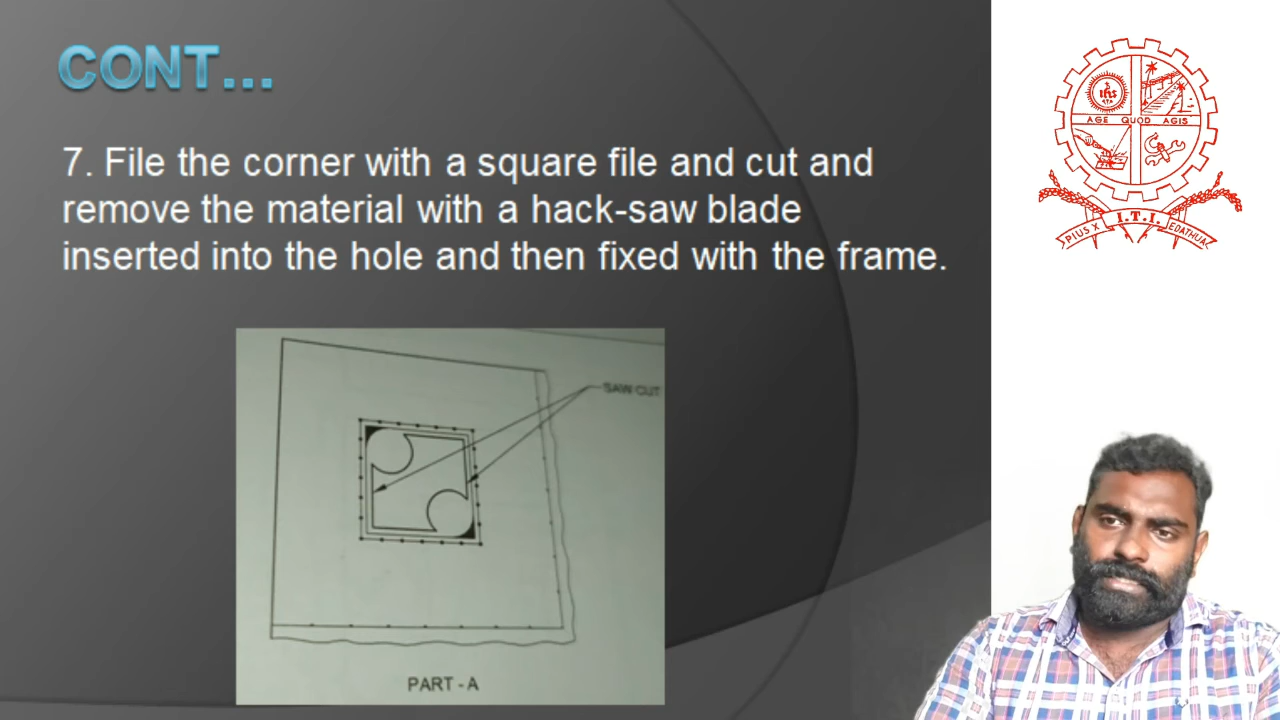 CONT...
7. File the corner with a square file and cut and
remove the material with a hack-saw blade
inserted into the hole and then fixed with the frame.
SAW CUT
PART - A
IHS
AGE QUOD AGIS
PIUS X I.T.I. EDATHUA